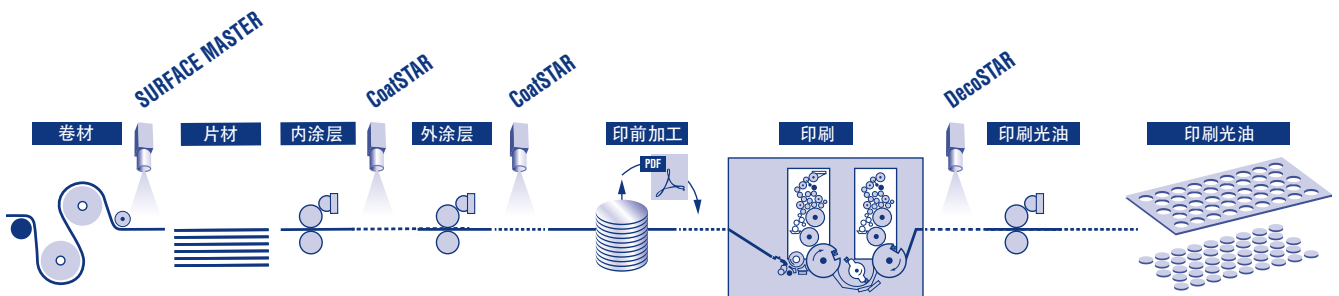 SURFACE MASTER
CoatSTAR
CoatSTAR
DecoSTAR
卷材
片材
内涂层
外涂层
印前加工
印刷
印刷光油
印刷光油
PDF